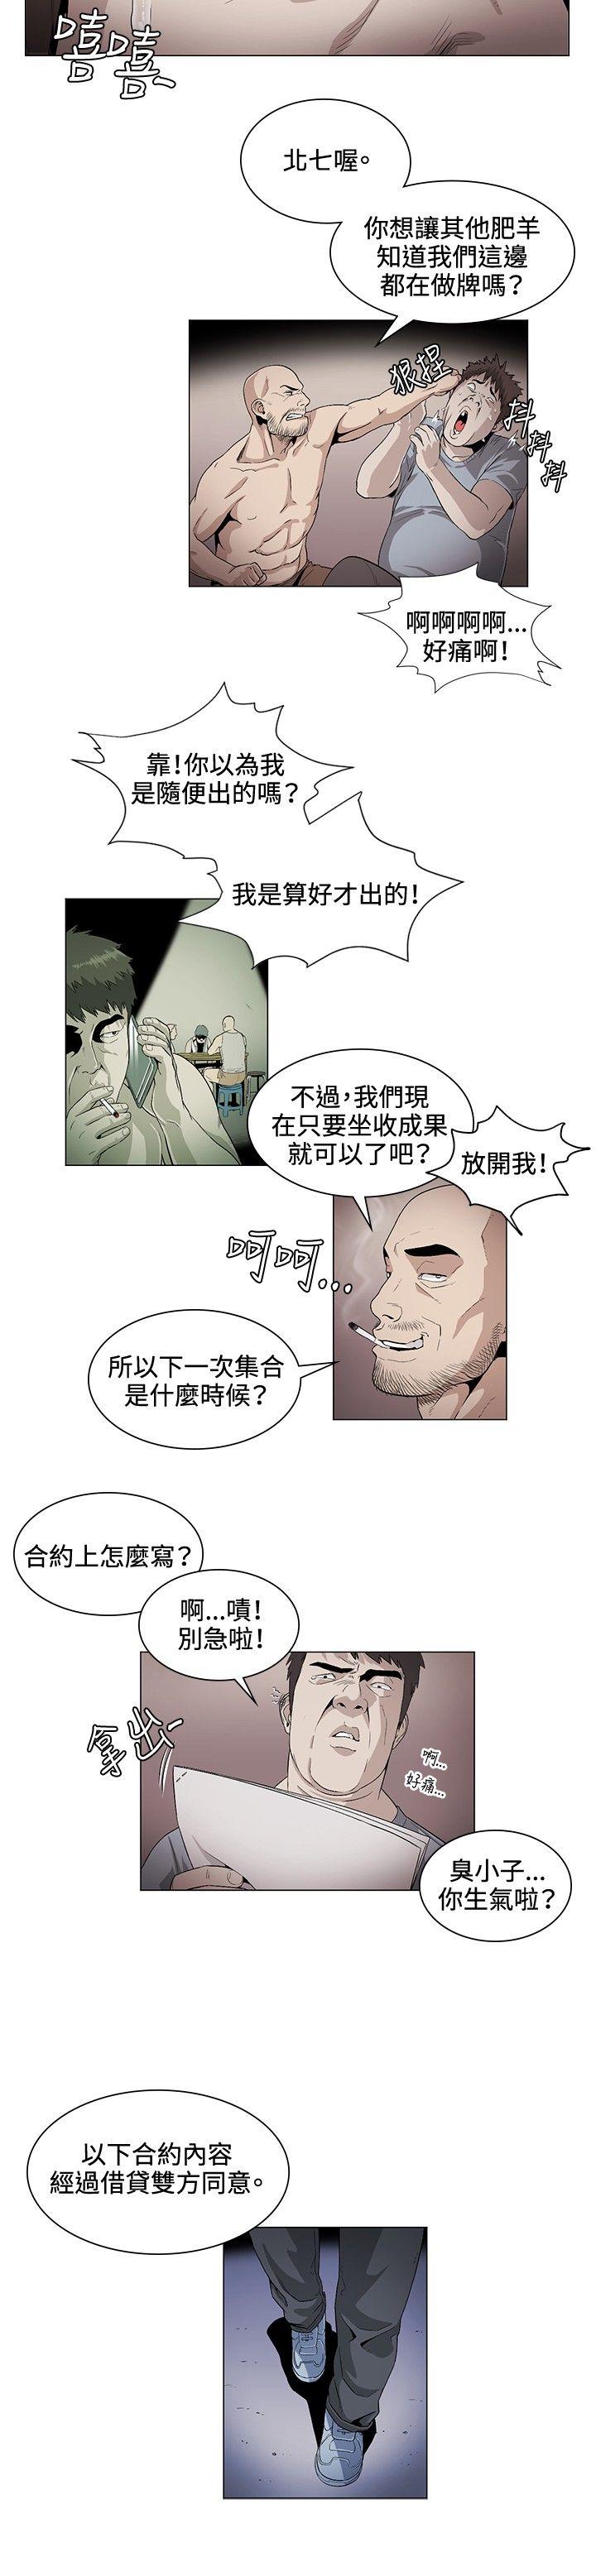 嘻嘻~
北七喔。
你想讓其他肥羊
知道我們這邊
都在做牌嗎？
狠捏
抖抖抖
啊啊啊啊...
好痛啊！
靠！你以為我
是隨便出的嗎？
我是算好才出的！
不過，我們現
在只要坐收成果
就可以了吧？
放開我！
呵呵...
所以下一次集合
是什麼時候？
合約上怎麼寫？
啊...嘖！
別急啦！
拿出~
啊...
好痛...
臭小子...
你生氣啦？
以下合約內容
經過借貸雙方同意。